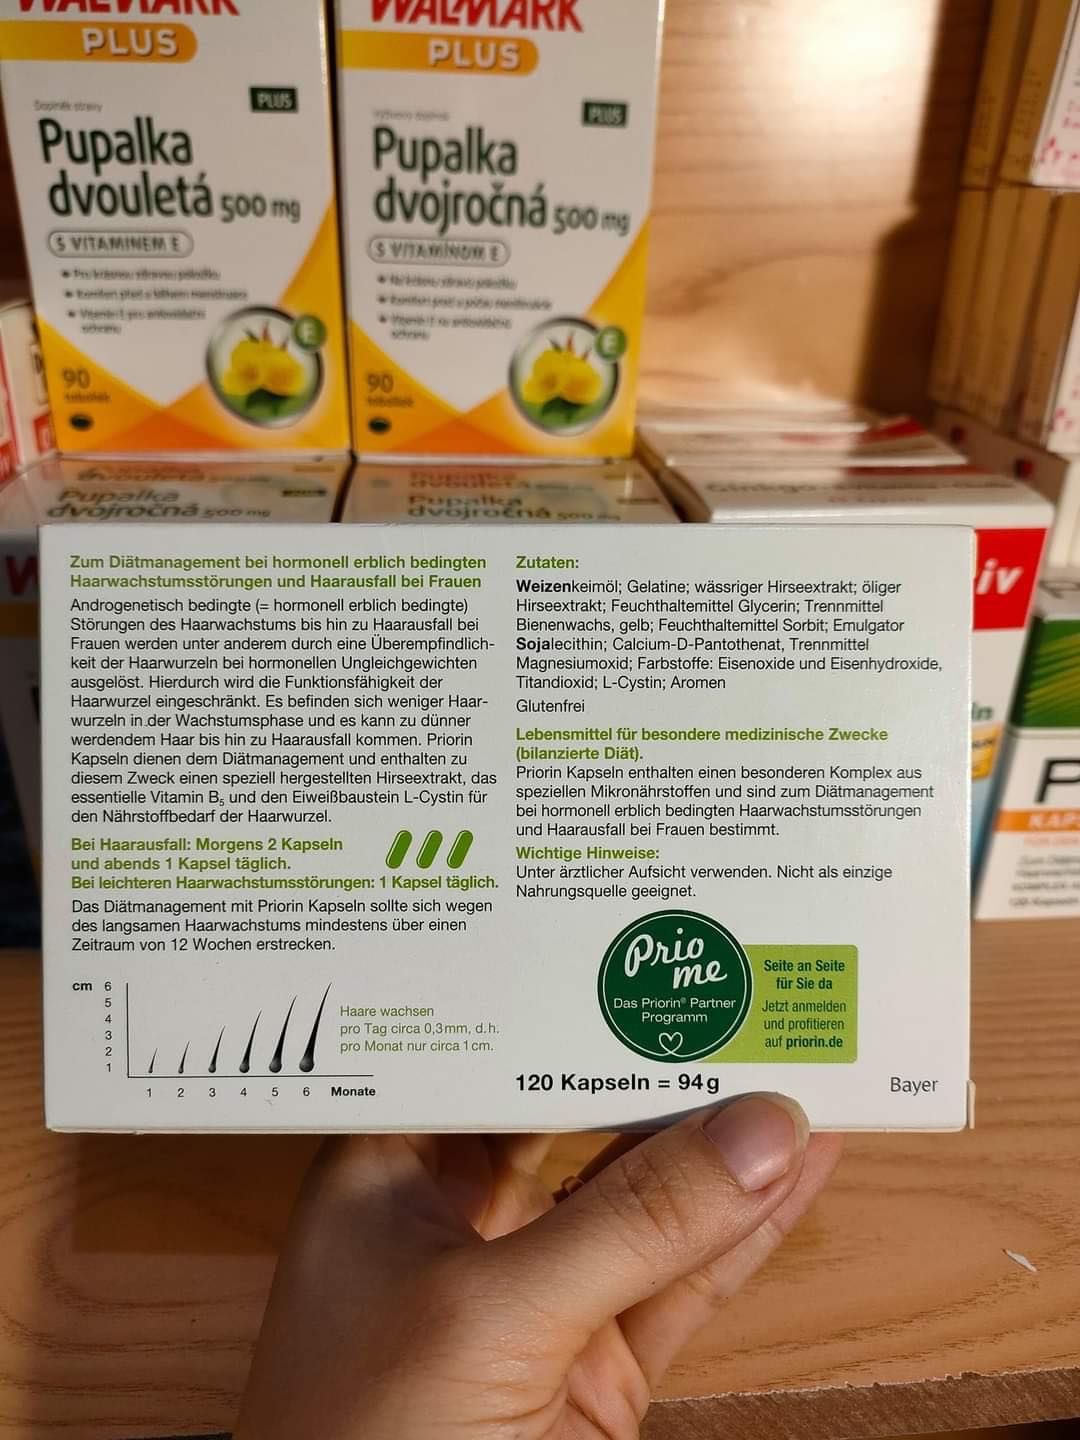 WALMARK
PLUS
PLUS
Pupalka
dvouletá 500 mg
S VITAMINEM E
E
90
WALMARK
PLUS
PLUS
Pupalka
dvojročná 500 mg
S VITAMÍNOM E
E
90
Pupalka
dvojročná 500 mg
Pupalka
dvojročná 500 mg
iv
Zum Diätmanagement bei hormonell erblich bedingten
Haarwachstumsstörungen und Haarausfall bei Frauen
Androgenetisch bedingte (= hormonell erblich bedingte)
Störungen des Haarwachstums bis hin zu Haarausfall bei
Frauen werden unter anderem durch eine Überempfindlich-
keit der Haarwurzeln bei hormonellen Ungleichgewichten
ausgelöst. Hierdurch wird die Funktionsfähigkeit der
Haarwurzel eingeschränkt. Es befinden sich weniger Haar-
wurzeln in der Wachstumsphase und es kann zu dünner
werdendem Haar bis hin zu Haarausfall kommen. Priorin
Kapseln dienen dem Diätmanagement und enthalten zu
diesem Zweck einen speziell hergestellten Hirseextrakt, das
essentielle Vitamin B5 und den Eiweißbaustein L-Cystin für
den Nährstoffbedarf der Haarwurzel.
Bei Haarausfall: Morgens 2 Kapseln
und abends 1 Kapsel täglich.
Bei leichteren Haarwachstumsstörungen: 1 Kapsel täglich.
Das Diätmanagement mit Priorin Kapseln sollte sich wegen
des langsamen Haarwachstums mindestens über einen
Zeitraum von 12 Wochen erstrecken.
cm 6
5
4
3
2
1
1 2 3 4 5 6 Monate
Haare wachsen
pro Tag circa 0,3 mm, d. h.
pro Monat nur circa 1 cm.
Zutaten:
Weizenkeimöl; Gelatine; wässriger Hirseextrakt; öliger
Hirseextrakt; Feuchthaltemittel Glycerin; Trennmittel
Bienenwachs, gelb; Feuchthaltemittel Sorbit; Emulgator
Sojalecithin; Calcium-D-Pantothenat, Trennmittel
Magnesiumoxid; Farbstoffe: Eisenoxide und Eisenhydroxide,
Titandioxid; L-Cystin; Aromen
Glutenfrei
Lebensmittel für besondere medizinische Zwecke
(bilanzierte Diät).
Priorin Kapseln enthalten einen besonderen Komplex aus
speziellen Mikronährstoffen und sind zum Diätmanagement
bei hormonell erblich bedingten Haarwachstumsstörungen
und Haarausfall bei Frauen bestimmt.
Wichtige Hinweise:
Unter ärztlicher Aufsicht verwenden. Nicht als einzige
Nahrungsquelle geeignet.
Prio
me
Das Priorin® Partner
Programm
Seite an Seite
für Sie da
Jetzt anmelden
und profitieren
auf priorin.de
120 Kapseln = 94 g
Bayer